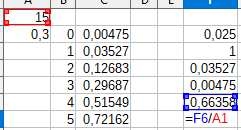 A B C D E F
15
0,3 0 0,00475 0,025
1 0,03527 1
2 0,12683 0,03527
3 0,29687 0,00475
4 0,51549 0,66358
5 0,72162 =F6/A1